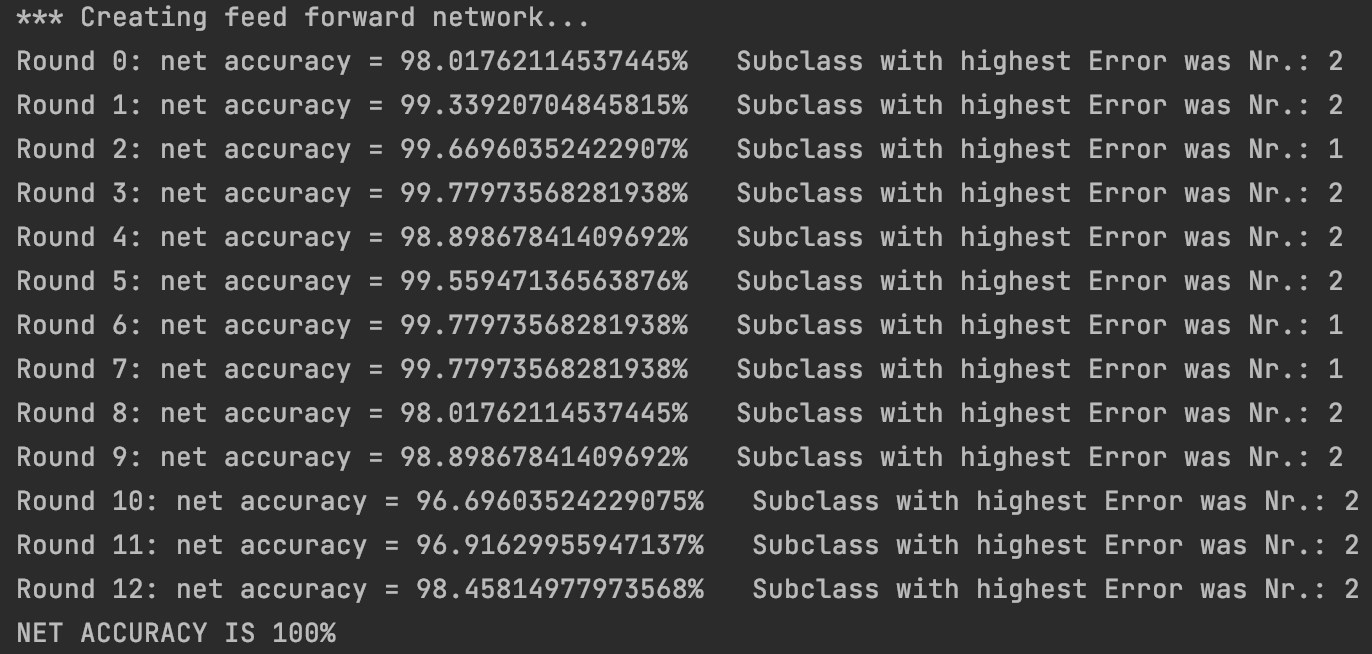 *** Creating feed forward network...
Round 0: net accuracy = 98.01762114537445%   Subclass with highest Error was Nr.: 2
Round 1: net accuracy = 99.33920704845815%   Subclass with highest Error was Nr.: 2
Round 2: net accuracy = 99.66960352422907%   Subclass with highest Error was Nr.: 1
Round 3: net accuracy = 99.77973568281938%   Subclass with highest Error was Nr.: 2
Round 4: net accuracy = 98.89867841409692%   Subclass with highest Error was Nr.: 2
Round 5: net accuracy = 99.55947136563876%   Subclass with highest Error was Nr.: 2
Round 6: net accuracy = 99.77973568281938%   Subclass with highest Error was Nr.: 1
Round 7: net accuracy = 99.77973568281938%   Subclass with highest Error was Nr.: 1
Round 8: net accuracy = 98.01762114537445%   Subclass with highest Error was Nr.: 2
Round 9: net accuracy = 98.89867841409692%   Subclass with highest Error was Nr.: 2
Round 10: net accuracy = 96.69603524229075%   Subclass with highest Error was Nr.: 2
Round 11: net accuracy = 96.91629955947137%   Subclass with highest Error was Nr.: 2
Round 12: net accuracy = 98.45814977973568%   Subclass with highest Error was Nr.: 2
NET ACCURACY IS 100%